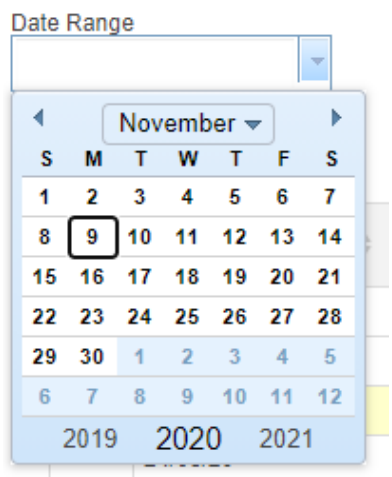 Date Range
November
S M T W T F S
1 2 3 4 5 6 7
8 9 10 11 12 13 14
15 16 17 18 19 20 21
22 23 24 25 26 27 28
29 30 1 2 3 4 5
6 7 8 9 10 11 12
2019 2020 2021